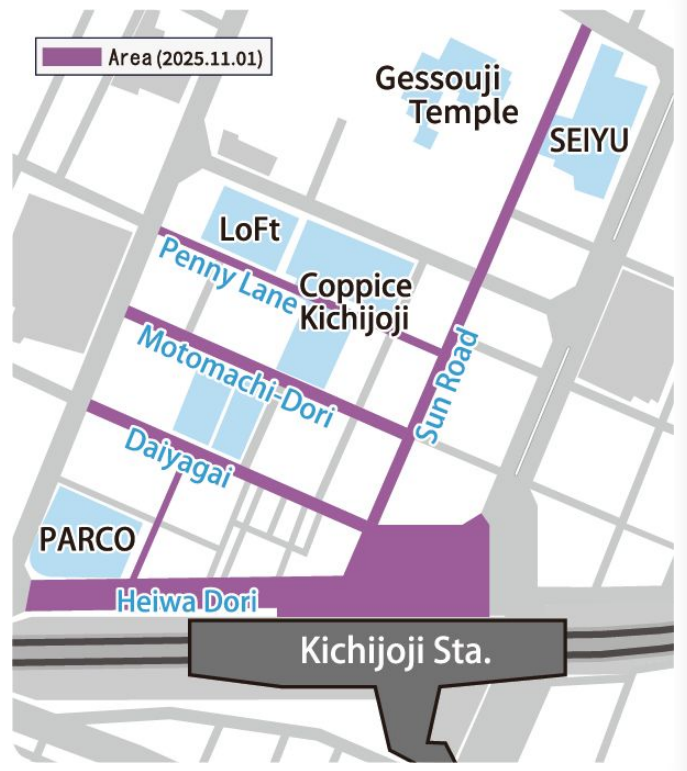 Area (2025.11.01)
Gessouji
Temple
SEIYU
LoFt
Penny Lane
Coppice
Kichijoji
Motomachi-Dori
Sun Road
Daiyagai
PARCO
Heiwa Dori
Kichijoji Sta.